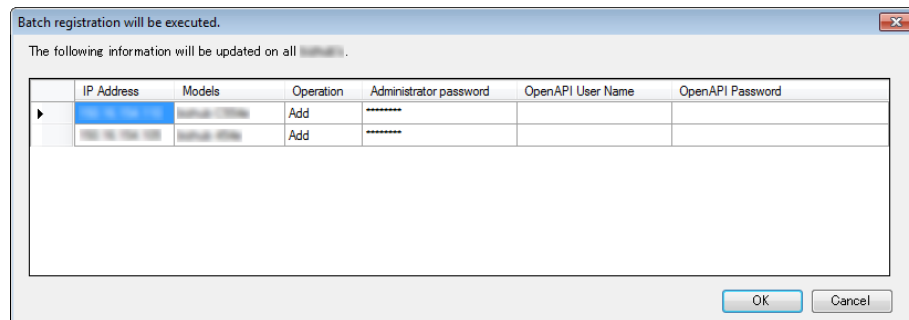 Batch registration will be executed.
The following information will be updated on all .
IP Address Models Operation Administrator password OpenAPI User Name OpenAPI Password
Add ********
Add ********
OK Cancel